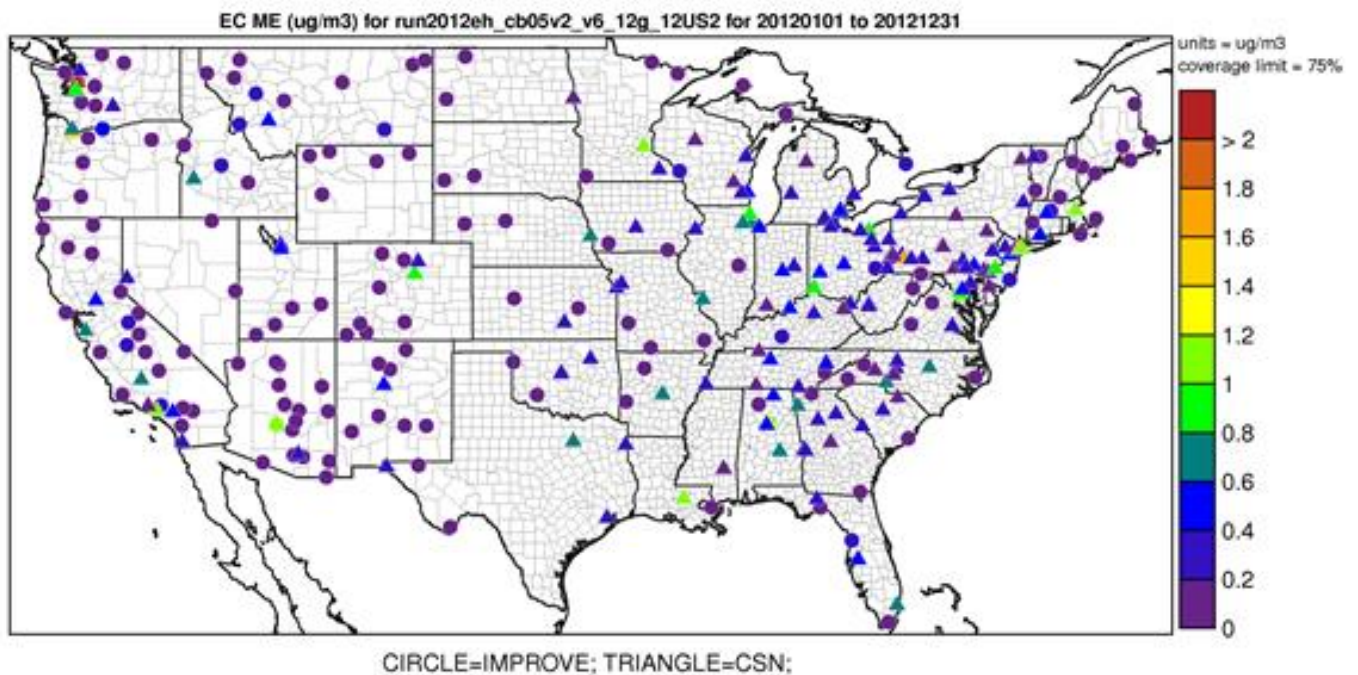 EC ME (ug/m3) for run2012eh_cb05v2_v6_12g_12US2 for 20120101 to 20121231
units = ug/m3
coverage limit = 75%
> 2
1.8
1.6
1.4
1.2
1
0.8
0.6
0.4
0.2
0
CIRCLE=IMPROVE; TRIANGLE=CSN;